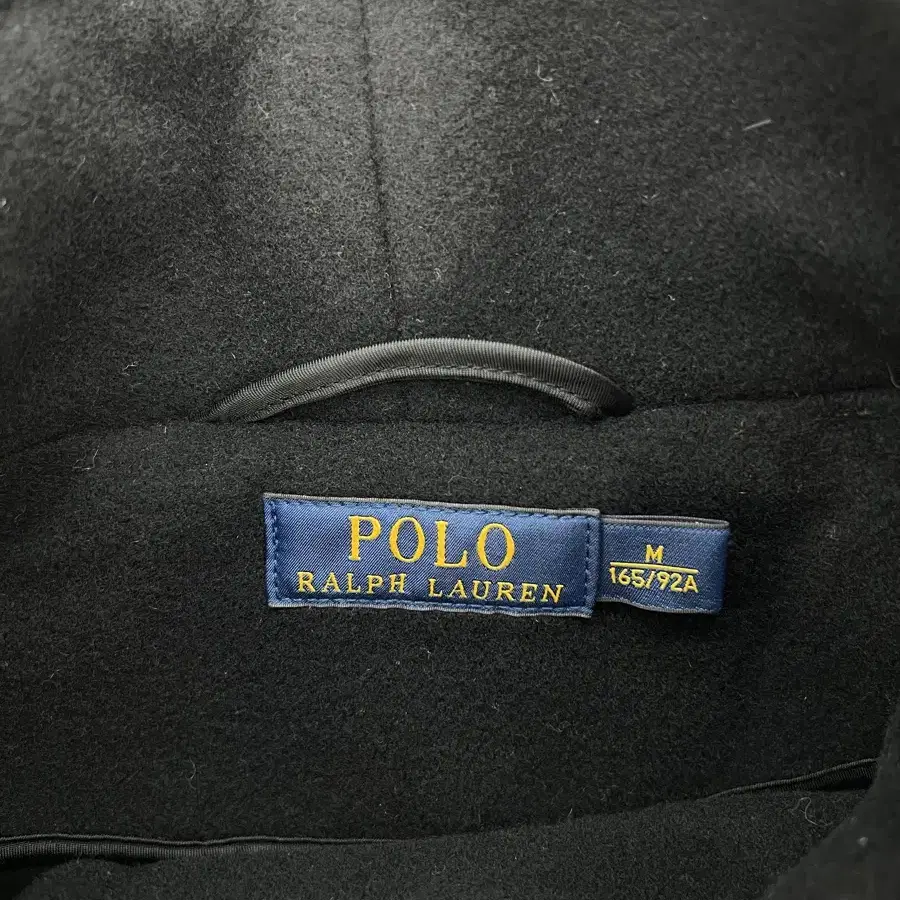 POLO
RALPH LAUREN
M
165/92A